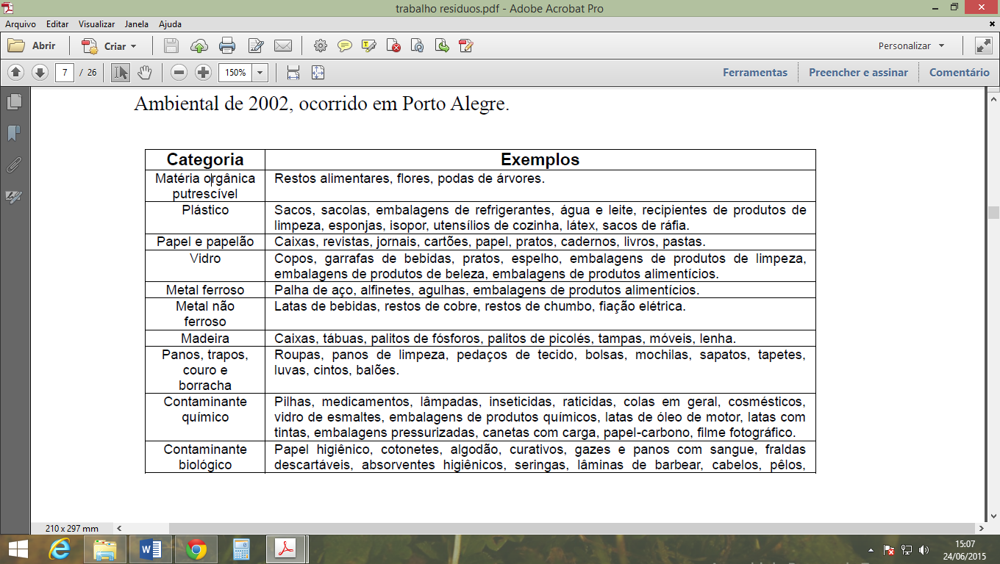 trabalho residuos.pdf - Adobe Acrobat Pro
Arquivo Editar Visualizar Janela Ajuda
Abrir Criar Personalizar
7 / 26 150% Ferramentas Preencher e assinar Comentário
Ambiental de 2002, ocorrido em Porto Alegre.
Categoria Exemplos
Matéria orgânica Restos alimentares, flores, podas de árvores.
putrescível
Plástico Sacos, sacolas, embalagens de refrigerantes, água e leite, recipientes de produtos de
limpeza, esponjas, isopor, utensílios de cozinha, látex, sacos de ráfia.
Papel e papelão Caixas, revistas, jornais, cartões, papel, pratos, cadernos, livros, pastas.
Vidro Copos, garrafas de bebidas, pratos, espelho, embalagens de produtos de limpeza,
embalagens de produtos de beleza, embalagens de produtos alimentícios.
Metal ferroso Palha de aço, alfinetes, agulhas, embalagens de produtos alimentícios.
Metal não Latas de bebidas, restos de cobre, restos de chumbo, fiação elétrica.
ferroso
Madeira Caixas, tábuas, palitos de fósforos, palitos de picolés, tampas, móveis, lenha.
Panos, trapos, Roupas, panos de limpeza, pedaços de tecido, bolsas, mochilas, sapatos, tapetes,
couro e luvas, cintos, balões.
borracha
Contaminante Pilhas, medicamentos, lâmpadas, inseticidas, raticidas, colas em geral, cosmésticos,
químico vidro de esmaltes, embalagens de produtos químicos, latas de óleo de motor, latas com
tintas, embalagens pressurizadas, canetas com carga, papel-carbono, filme fotográfico.
Contaminante Papel higiênico, cotonetes, algodão, curativos, gazes e panos com sangue, fraldas
biológico descartáveis, absorventes higiênicos, seringas, lâminas de barbear, cabelos, pêlos,
210 x 297 mm
15:07
24/06/2015